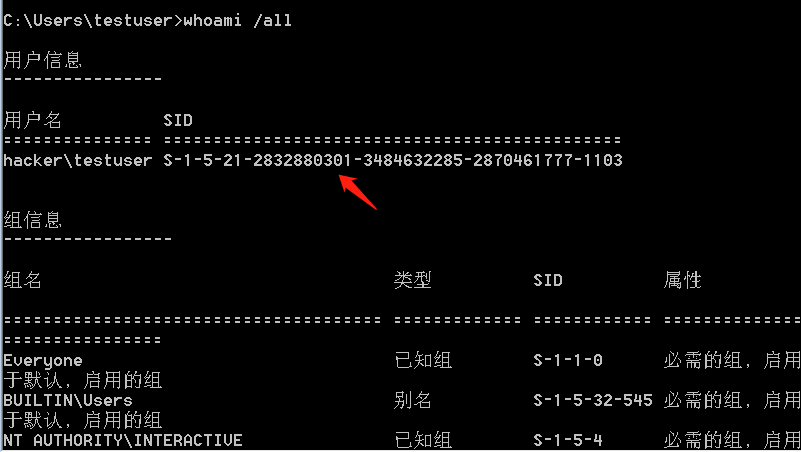 C:\Users\testuser>whoami /all
用户信息
----------------
用户名 SID
=============== ==============================================
hacker\testuser S-1-5-21-2832880301-3484632285-2870461777-1103
组信息
-----------------
组名 类型 SID 属性
====================================== ============= ============ ==============
================
Everyone 已知组 S-1-1-0 必需的组, 启用
于默认, 启用的组
BUILTIN\Users 别名 S-1-5-32-545 必需的组, 启用
于默认, 启用的组
NT AUTHORITY\INTERACTIVE 已知组 S-1-5-4 必需的组, 启用